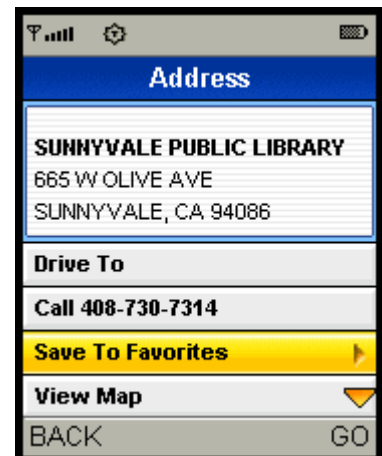 Address
SUNNYVALE PUBLIC LIBRARY
665 W OLIVE AVE
SUNNYVALE, CA 94086
Drive To
Call 408-730-7314
Save To Favorites
View Map
BACK GO